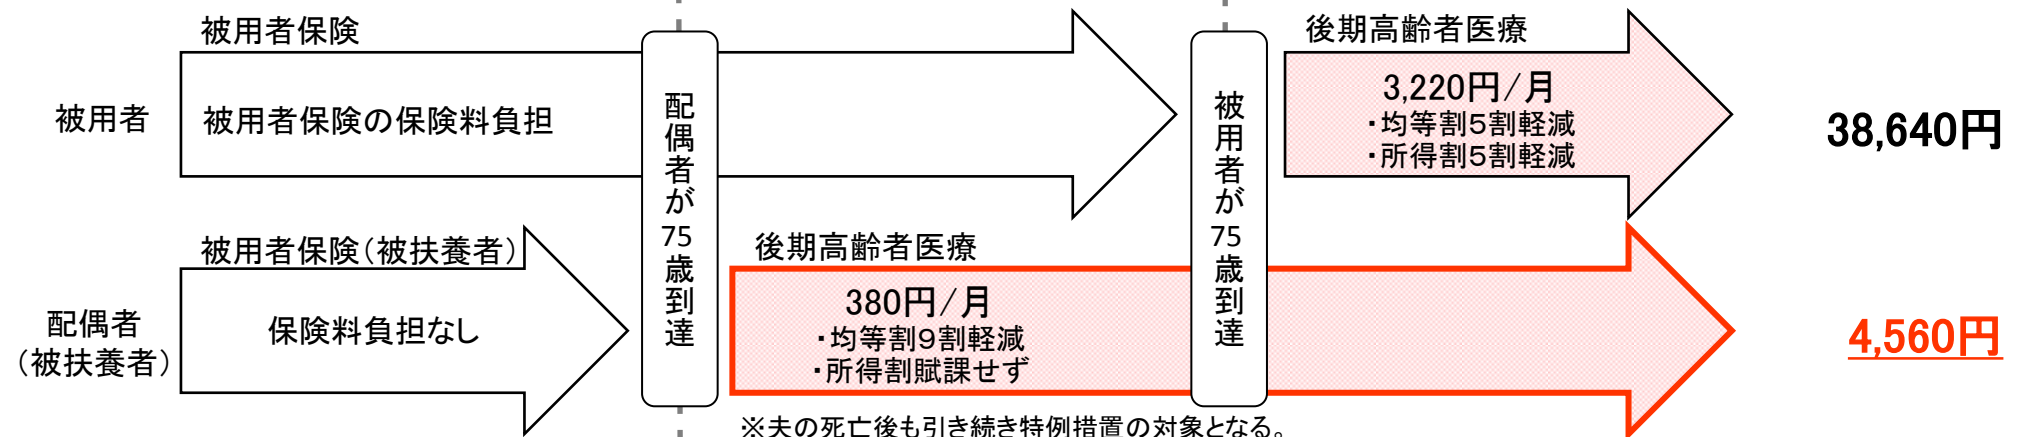 被用者保険
後期高齢者医療
被用者
被用者保険の保険料負担
配偶者が75歳到達
被用者が75歳到達
3,220円/月
・均等割5割軽減
・所得割5割軽減
38,640円
被用者保険(被扶養者)
後期高齢者医療
配偶者
(被扶養者)
保険料負担なし
380円/月
・均等割9割軽減
・所得割賦課せず
4,560円
※夫の死亡後も引き続き特例措置の対象となる。